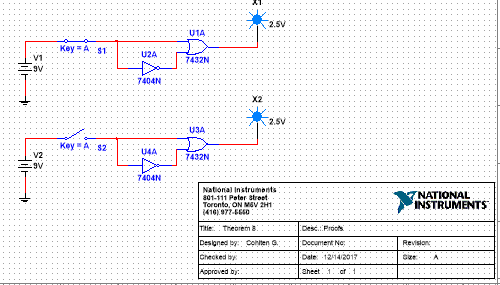 X1
2.5V
U1A
7432N
Key = A
S1
U2A
7404N
V1
9V
X2
2.5V
U3A
7432N
Key = A
S2
U4A
7404N
V2
9V
National Instruments
801-111 Peter Street
Toronto, ON M5V 2H1
(416) 977-5550
NATIONAL
INSTRUMENTS
Title: Theorem 8 Desc.: Proofs
Designed by: Cohlten G. Document No: Revision:
Checked by: Date: 12/14/2017 Size: A
Approved by: Sheet 1 of 1